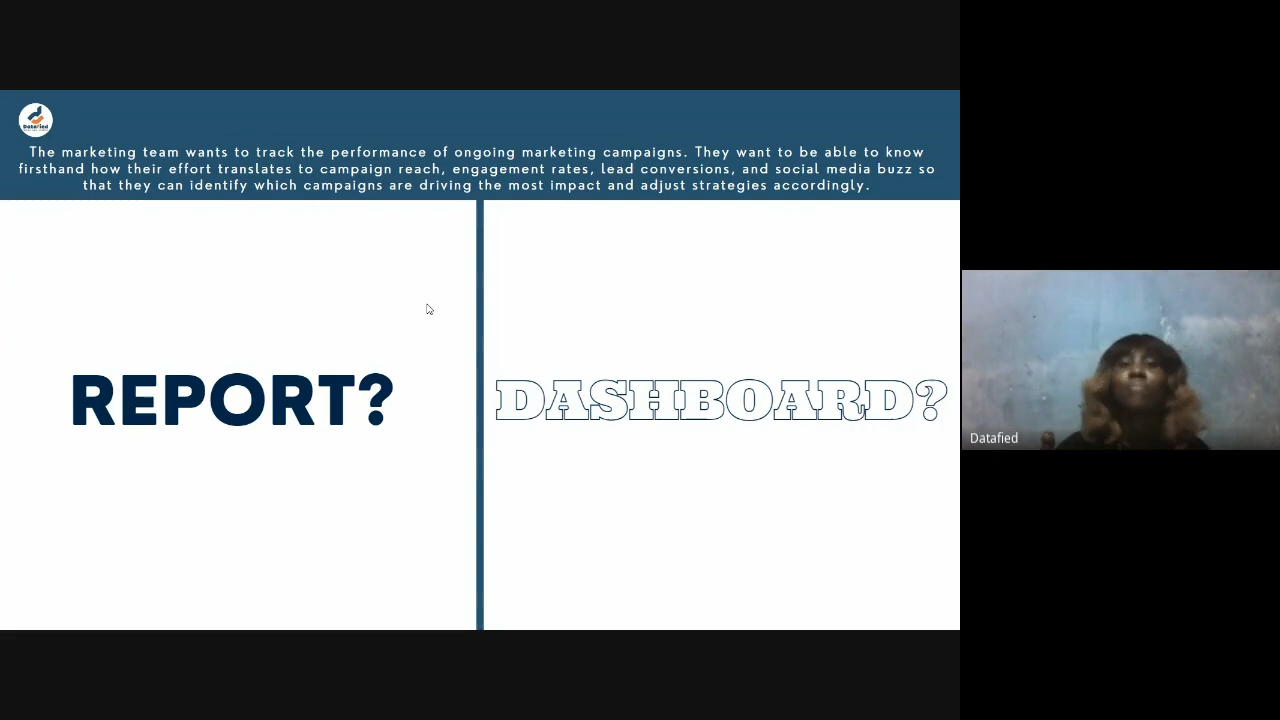 Datafied
The marketing team wants to track the performance of ongoing marketing campaigns. They want to be able to know
firsthand how their effort translates to campaign reach, engagement rates, lead conversions, and social media buzz so
that they can identify which campaigns are driving the most impact and adjust strategies accordingly.
REPORT?
DASHBOARD?
Datafied